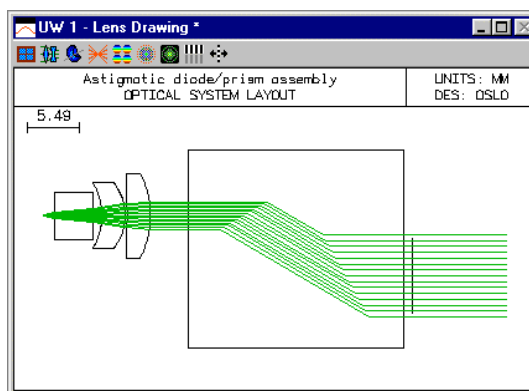 UW 1 - Lens Drawing *
Astigmatic diode/prism assembly
OPTICAL SYSTEM LAYOUT
UNITS: MM
DES: OSLO
5.49